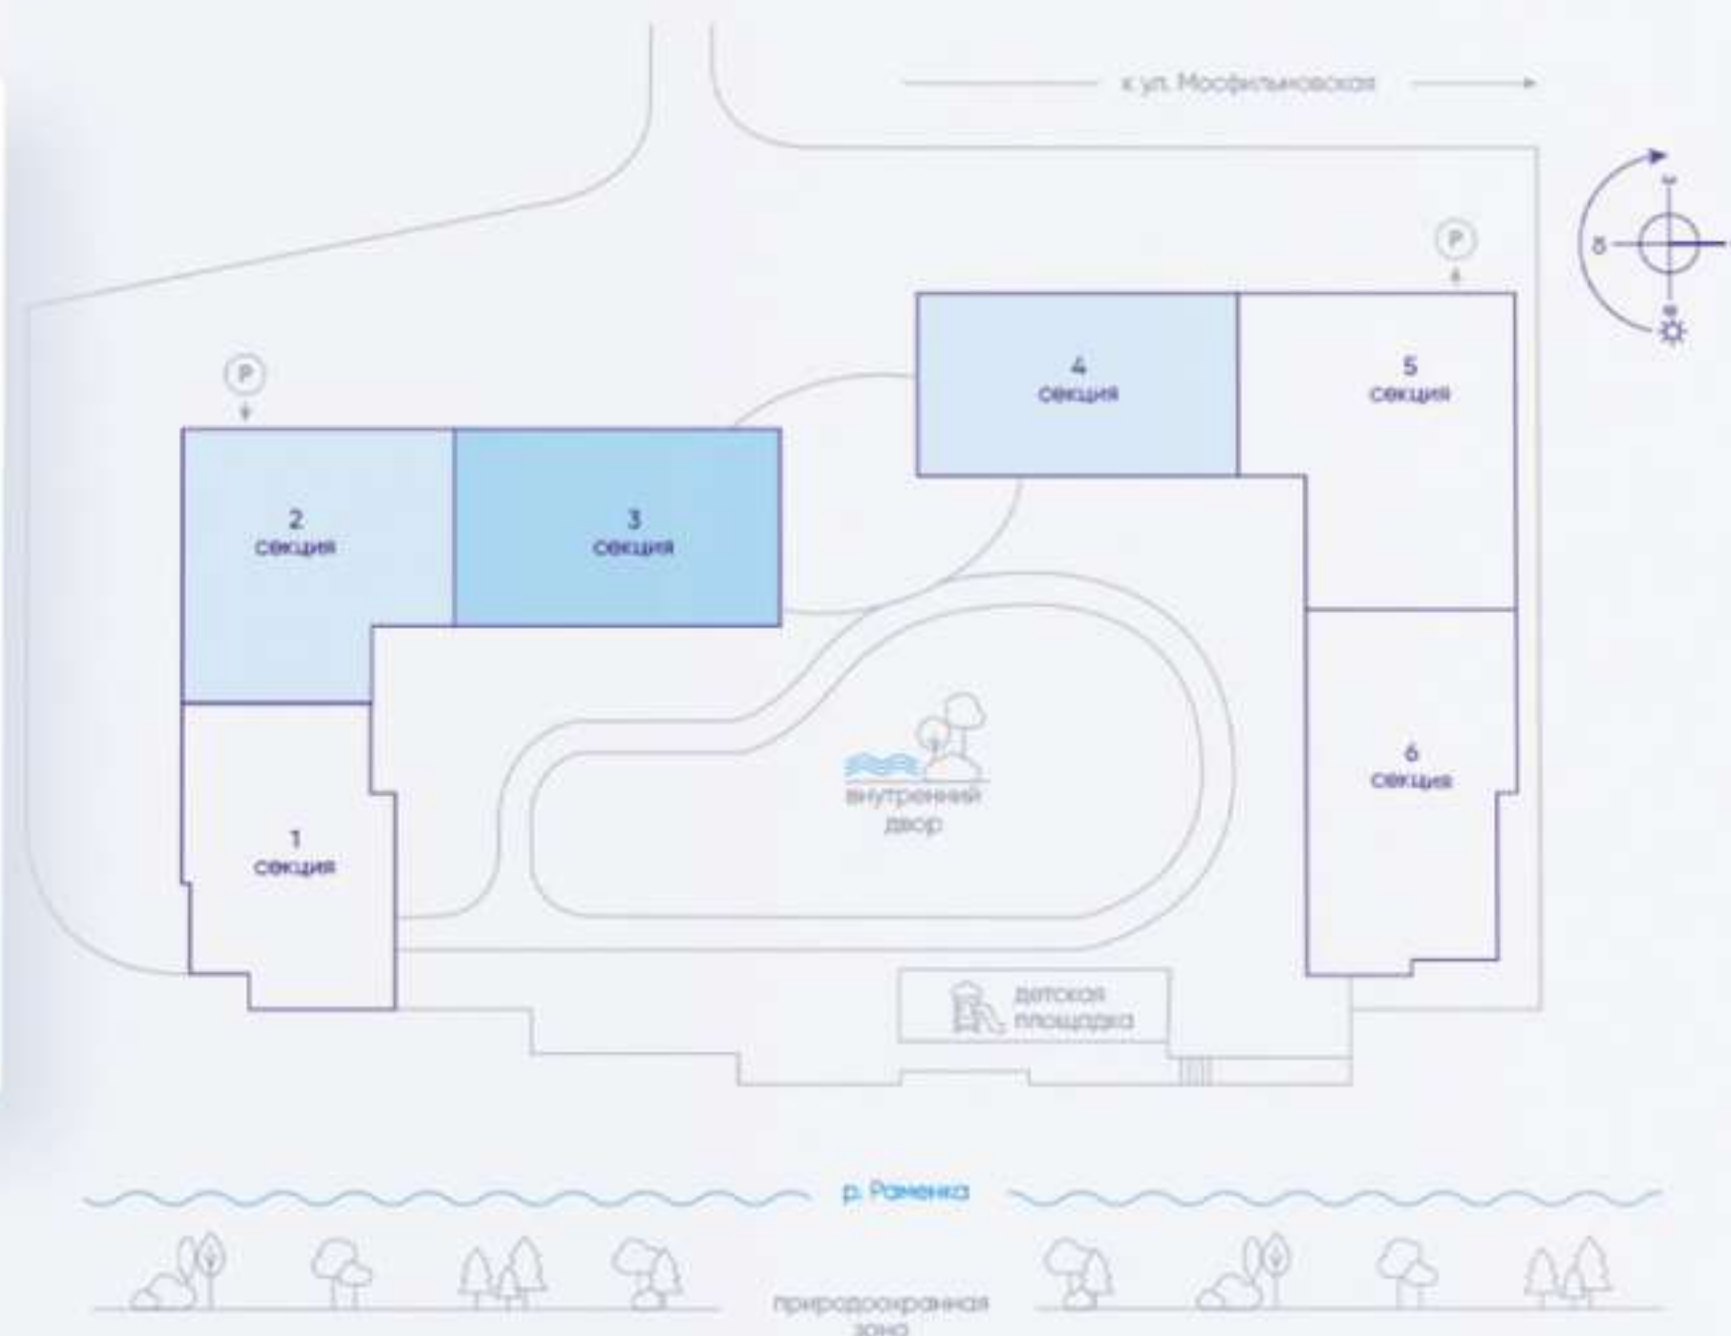 к ул. Мосфильмовская
P
P
ю
4
секция
5
секция
2
секция
3
секция
6
секция
внутренний
двор
1
секция
детская
площадка
р. Раменка
природоохранная
зона